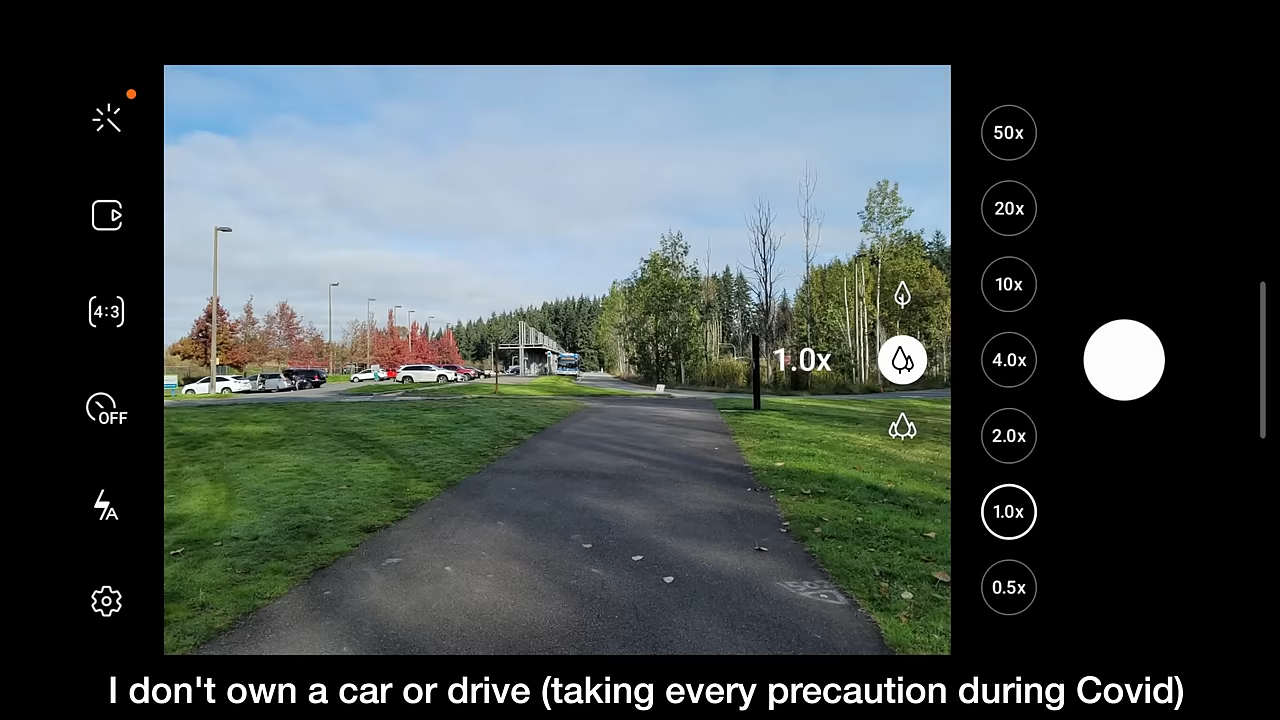 50x
20x
4:3
10x
1.0x
4.0x
OFF
2.0x
A
1.0x
0.5x
I don't own a car or drive (taking every precaution during Covid)